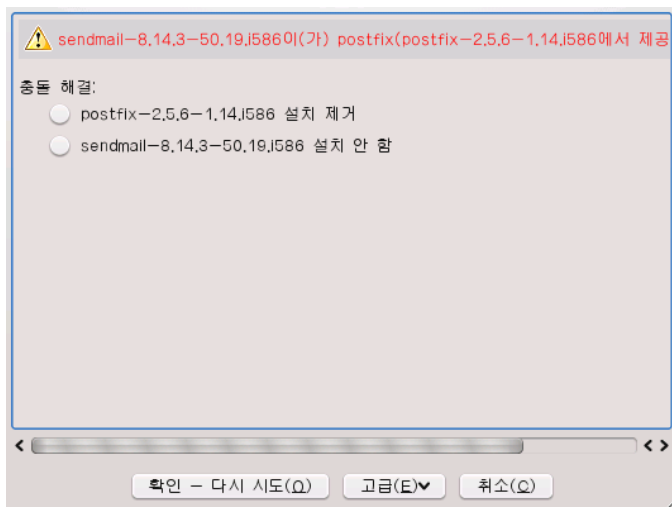 sendmail-8.14.3-50.19.i586이(가) postfix(postfix-2.5.6-1.14.i586에서 제공
충돌 해결:
postfix-2.5.6-1.14.i586 설치 제거
sendmail-8.14.3-50.19.i586 설치 안 함
확인 - 다시 시도(O) 고급(E) 취소(C)